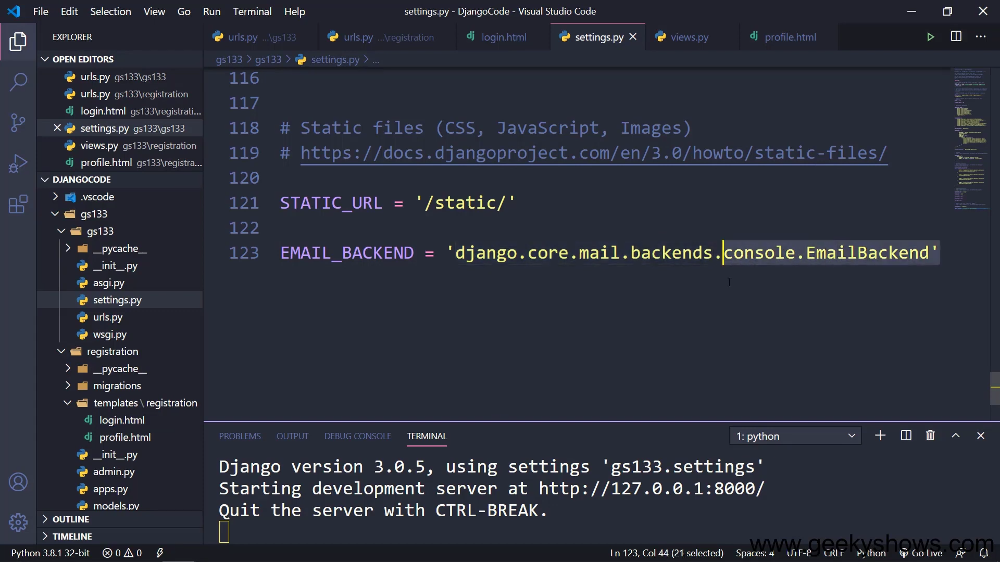 File Edit Selection View Go Run Terminal Help
settings.py - DjangoCode - Visual Studio Code
EXPLORER
OPEN EDITORS
urls.py gs133\gs133
urls.py gs133\registration
login.html gs133\registrati...
settings.py gs133\gs133
views.py gs133\registration
profile.html gs133\registra...
DJANGOCODE
.vscode
gs133
gs133
__pycache__
__init__.py
asgi.py
settings.py
urls.py
wsgi.py
registration
__pycache__
migrations
templates\registration
login.html
profile.html
__init__.py
admin.py
apps.py
models.py
OUTLINE
TIMELINE
urls.py ...\gs133
urls.py ...\registration
login.html
settings.py
views.py
profile.html
gs133 > gs133 > settings.py > ...
116
117
118 # Static files (CSS, JavaScript, Images)
119 # https://docs.djangoproject.com/en/3.0/howto/static-files/
120
121 STATIC_URL = '/static/'
122
123 EMAIL_BACKEND = 'django.core.mail.backends.console.EmailBackend'
PROBLEMS OUTPUT DEBUG CONSOLE TERMINAL
1: python
Django version 3.0.5, using settings 'gs133.settings'
Starting development server at http://127.0.0.1:8000/
Quit the server with CTRL-BREAK.
www.geekyshows.com
Python 3.8.1 32-bit 0 0
Ln 123, Col 44 (21 selected) Spaces: 4 UTF-8 CRLF Python Go Live